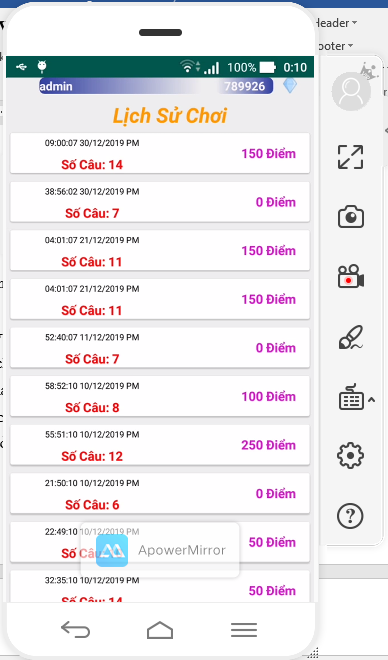 Header
ooter
100% 0:10
admin 789926
Lịch Sử Chơi
09:00:07 30/12/2019 PM
Số Câu: 14
150 Điểm
38:56:02 30/12/2019 PM
Số Câu: 7
0 Điểm
04:01:07 21/12/2019 PM
Số Câu: 11
150 Điểm
04:01:07 21/12/2019 PM
Số Câu: 11
150 Điểm
52:40:07 11/12/2019 PM
Số Câu: 7
0 Điểm
58:52:10 10/12/2019 PM
Số Câu: 8
100 Điểm
55:51:10 10/12/2019 PM
Số Câu: 12
250 Điểm
21:50:10 10/12/2019 PM
Số Câu: 6
0 Điểm
22:49:10 10/12/2019 PM
Số
50 Điểm
ApowerMirror
32:35:10 10/12/2019 PM
Số Câu: 14
50 Điểm